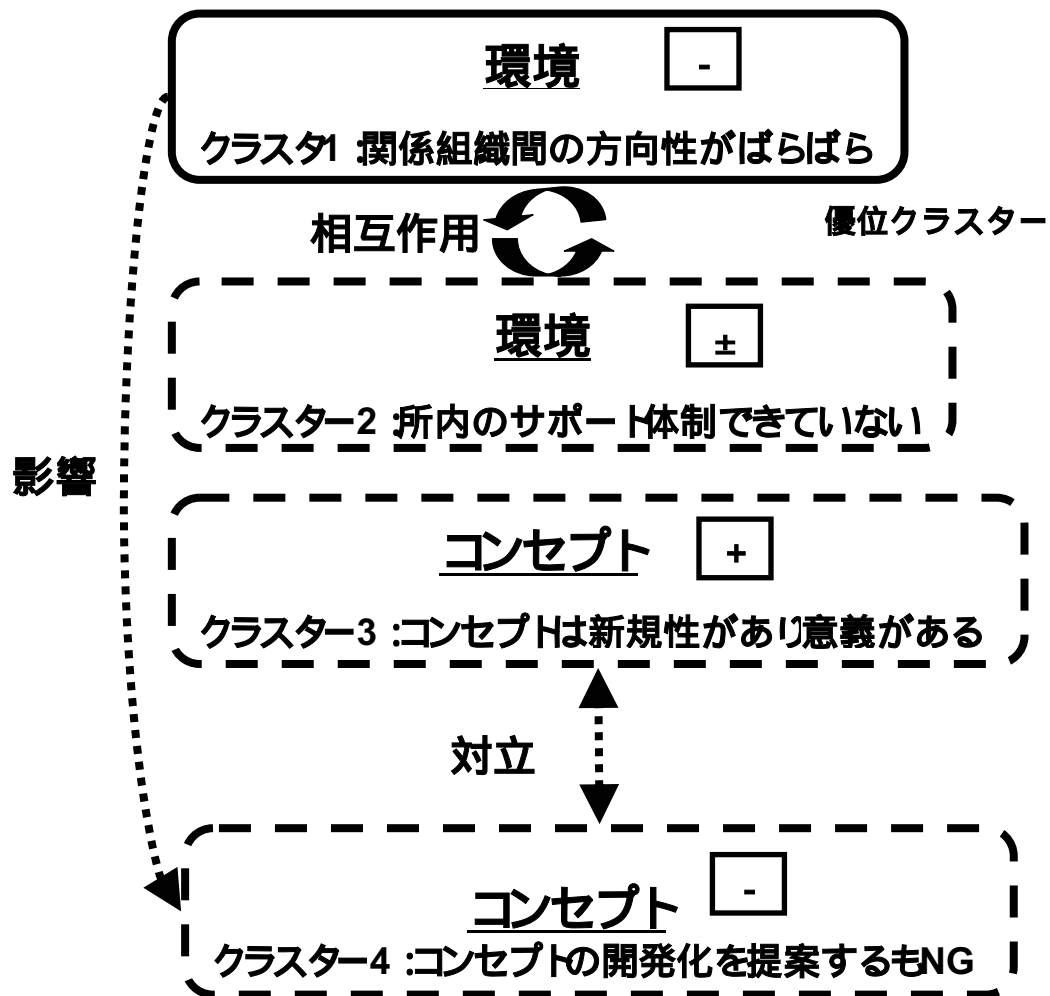 環境 -
クラスタ1 :関係組織間の方向性がばらばら
相互作用
優位クラスター
環境 ±
クラスター2 :所内のサポート体制できていない
影響
コンセプト +
クラスター3 :コンセプトは新規性があり意義がある
対立
コンセプト -
クラスター4 :コンセプトの開発化を提案するもNG